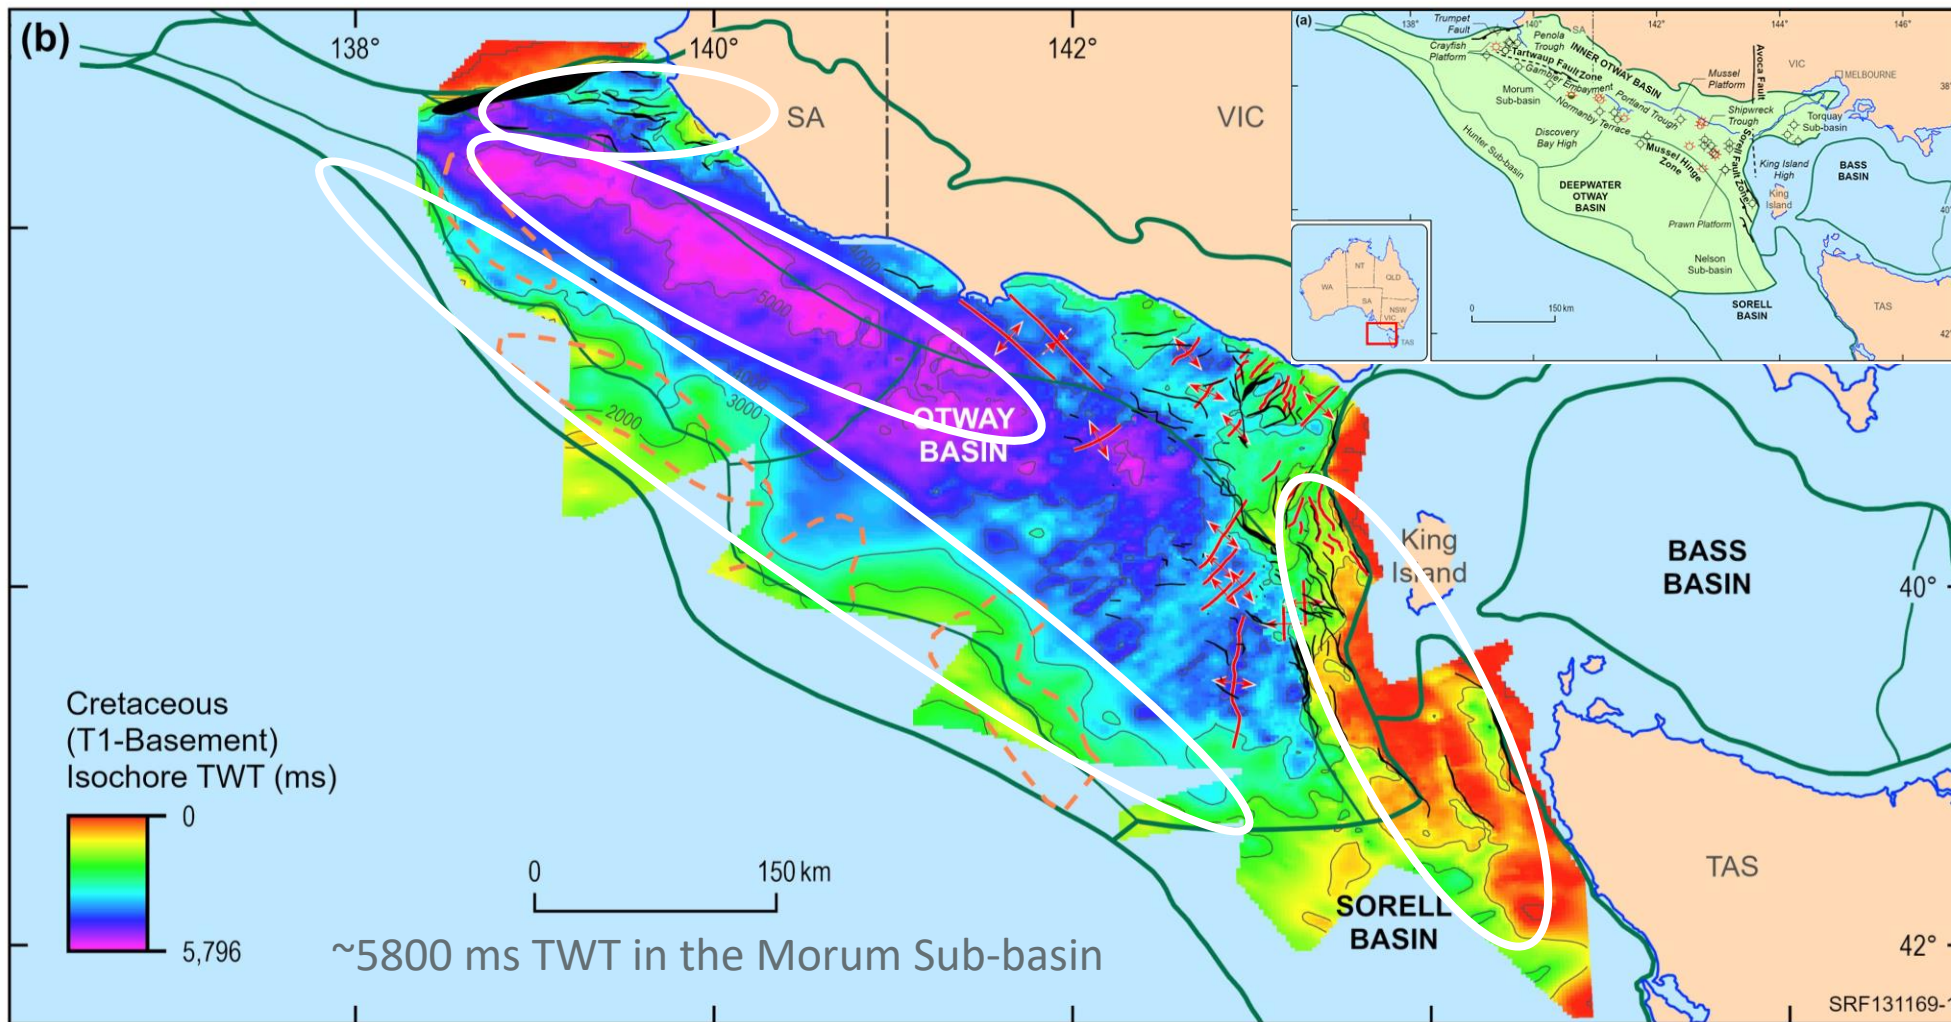 (b)
138°
140°
142°
SA
VIC
OTWAY
BASIN
4000
5000
4000
3000
2000
King
Island
BASS
BASIN
40°
TAS
SORELL
BASIN
42°
Cretaceous
(T1-Basement)
Isochore TWT (ms)
0
5,796
0
150 km
~5800 ms TWT in the Morum Sub-basin
SRF131169-1
(a)
138°
140°
142°
144°
146°
Trumpet
Fault
Crayfish
Platform
Penola
Trough
SA
INNER OTWAY BASIN
Tartwaup Fault Zone
Gambier Embayment
Morum
Sub-basin
Normanby Terrace
Portland Trough
Mussel
Platform
Avoca Fault
VIC
MELBOURNE
38°
Shipwreck
Trough
Torquay
Sub-basin
Hunter Sub-basin
Discovery
Bay High
Mussel Hinge
Zone
Sorell Fault Zone
King Island
High
BASS
BASIN
King
Island
DEEPWATER
OTWAY
BASIN
Prawn Platform
40°
Nelson
Sub-basin
SORELL
BASIN
TAS
0
150 km
42°
WA
NT
SA
QLD
NSW
VIC
TAS